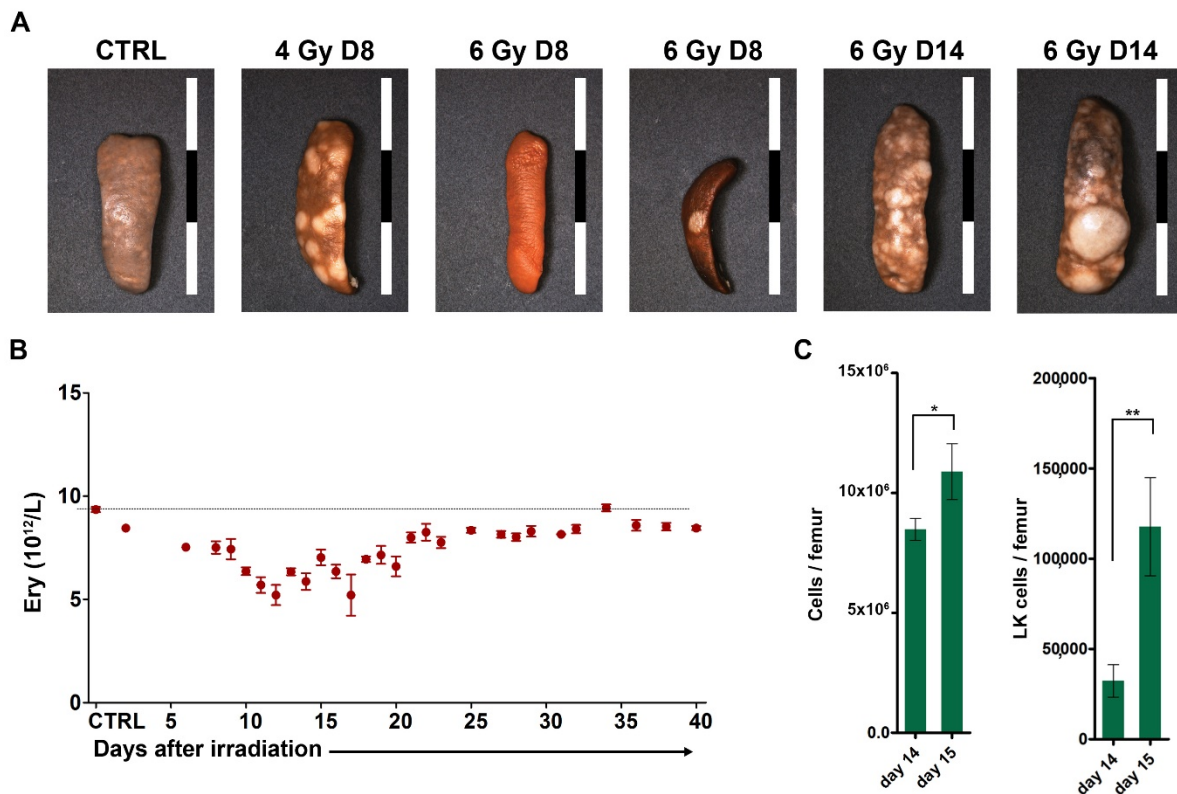 A
CTRL
4 Gy D8
6 Gy D8
6 Gy D8
6 Gy D14
6 Gy D14
B
15
10
5
0
Ery (10¹²/L)
CTRL 5 10 15 20 25 30 35 40
Days after irradiation
C
15x10⁶
10x10⁶
5x10⁶
0.0
Cells / femur
*
day 14
day 15
200,000
150,000
100,000
50,000
0
LK cells / femur
**
day 14
day 15